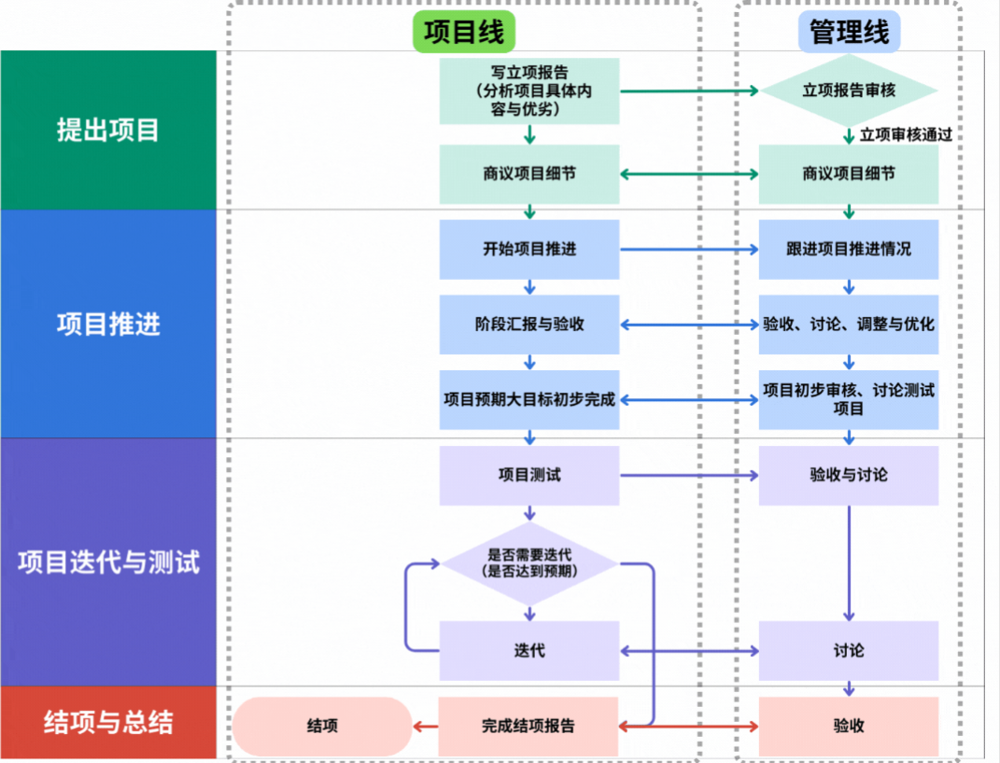 项目线
管理线
提出项目
写立项报告
（分析项目具体内
容与优劣）
立项报告审核
立项审核通过
商议项目细节
商议项目细节
项目推进
开始项目推进
跟进项目推进情况
阶段汇报与验收
验收、讨论、调整与优化
项目预期大目标初步完成
项目初步审核、讨论测试
项目
项目迭代与测试
项目测试
验收与讨论
是否需要迭代
（是否达到预期）
迭代
讨论
结项与总结
结项
完成结项报告
验收